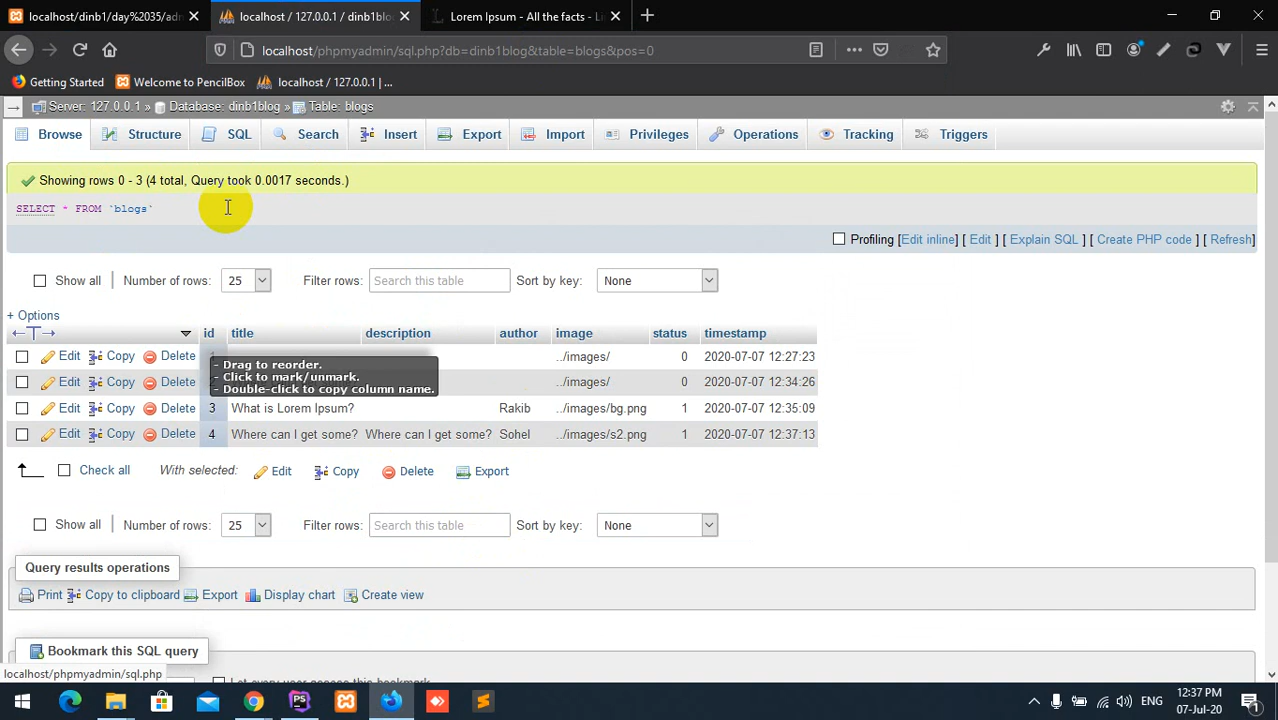 localhost/dinb1/day%2035/adm
localhost / 127.0.0.1 / dinb1blo
Lorem Ipsum - All the facts - Li
localhost/phpmyadmin/sql.php?db=dinb1blog&table=blogs&pos=0
Getting Started
Welcome to PencilBox
localhost / 127.0.0.1 | ...
Server: 127.0.0.1 » Database: dinb1blog » Table: blogs
Browse
Structure
SQL
Search
Insert
Export
Import
Privileges
Operations
Tracking
Triggers
Showing rows 0 - 3 (4 total, Query took 0.0017 seconds.)
SELECT * FROM `blogs`
Profiling [Edit inline] [ Edit ] [ Explain SQL ] [ Create PHP code ] [ Refresh]
Show all | Number of rows: 25 Filter rows: Search this table Sort by key: None
+ Options
←T→ id title description author image status timestamp
Edit Copy Delete ../images/ 0 2020-07-07 12:27:23
- Drag to reorder.
- Click to mark/unmark.
- Double-click to copy column name.
Edit Copy Delete ../images/ 0 2020-07-07 12:34:26
Edit Copy Delete 3 What is Lorem Ipsum? Rakib ../images/bg.png 1 2020-07-07 12:35:09
Edit Copy Delete 4 Where can I get some? Where can I get some? Sohel ../images/s2.png 1 2020-07-07 12:37:13
Check all With selected: Edit Copy Delete Export
Show all | Number of rows: 25 Filter rows: Search this table Sort by key: None
Query results operations
Print Copy to clipboard Export Display chart Create view
Bookmark this SQL query
localhost/phpmyadmin/sql.php
Let every user access this bookmark
ENG
12:37 PM
07-Jul-20